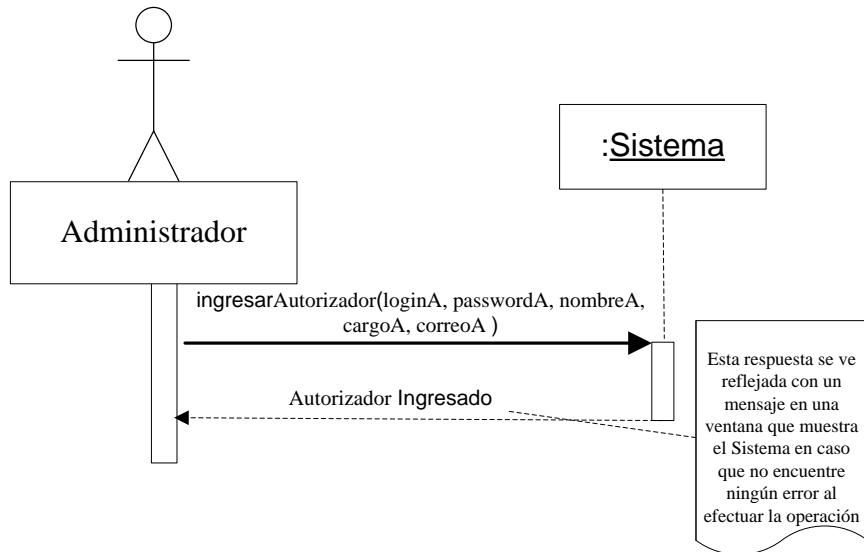 :Sistema
Administrador
ingresarAutorizador(loginA, passwordA, nombreA,
cargoA, correoA )
Autorizador Ingresado
Esta respuesta se ve
reflejada con un
mensaje en una
ventana que muestra
el Sistema en caso
que no encuentre
ningún error al
efectuar la operación